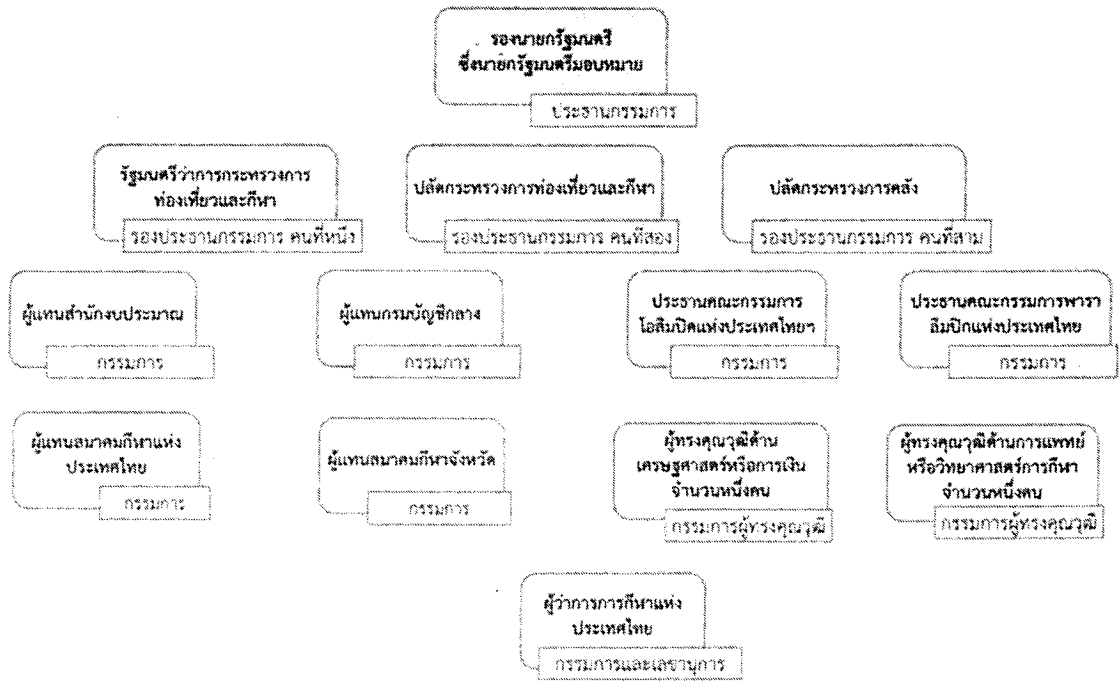 รองนายกรัฐมนตรี
ซึ่งนายกรัฐมนตรีมอบหมาย
ประธานกรรมการ
รัฐมนตรีว่าการกระทรวงการ
ท่องเที่ยวและกีฬา
รองประธานกรรมการ คนที่หนึ่ง
ปลัดกระทรวงการท่องเที่ยวและกีฬา
รองประธานกรรมการ คนที่สอง
ปลัดกระทรวงการคลัง
รองประธานกรรมการ คนที่สาม
ผู้แทนสำนักงบประมาณ
กรรมการ
ผู้แทนกรมบัญชีกลาง
กรรมการ
ประธานคณะกรรมการ
โอลิมปิคแห่งประเทศไทยฯ
กรรมการ
ประธานคณะกรรมการพารา
ลิมปิกแห่งประเทศไทย
กรรมการ
ผู้แทนสมาคมกีฬาแห่ง
ประเทศไทย
กรรมการ
ผู้แทนสมาคมกีฬาจังหวัด
กรรมการ
ผู้ทรงคุณวุฒิด้าน
เศรษฐศาสตร์หรือการเงิน
จำนวนหนึ่งคน
กรรมการผู้ทรงคุณวุฒิ
ผู้ทรงคุณวุฒิด้านการแพทย์
หรือวิทยาศาสตร์การกีฬา
จำนวนหนึ่งคน
กรรมการผู้ทรงคุณวุฒิ
ผู้ว่าการการกีฬาแห่ง
ประเทศไทย
กรรมการและเลขานุการ